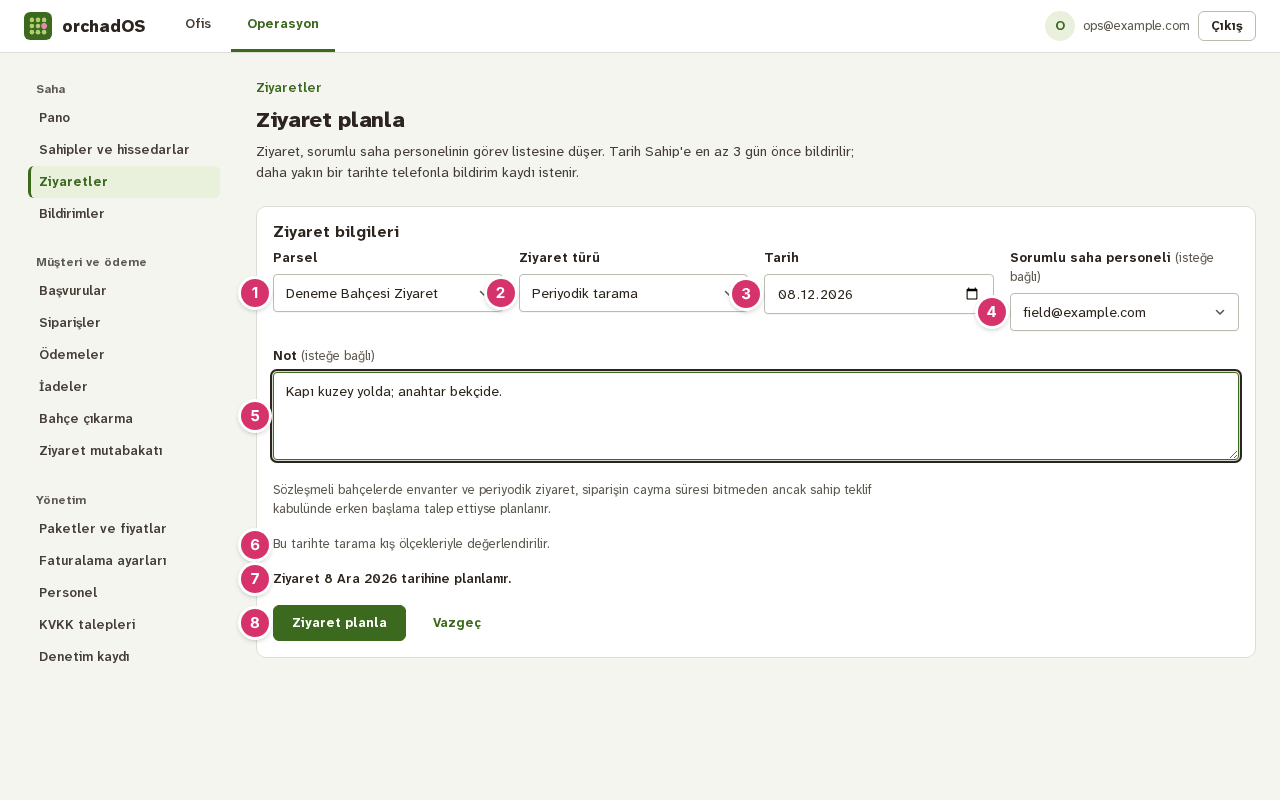 orchadOS
Ofis
Operasyon
O
ops@example.com
Çıkış
Saha
Pano
Sahipler ve hissedarlar
Ziyaretler
Bildirimler
Müşteri ve ödeme
Başvurular
Siparişler
Ödemeler
İadeler
Bahçe çıkarma
Ziyaret mutabakatı
Yönetim
Paketler ve fiyatlar
Faturalama ayarları
Personel
KVKK talepleri
Denetim kaydı
Ziyaretler
Ziyaret planla
Ziyaret, sorumlu saha personelinin görev listesine düşer. Tarih Sahip'e en az 3 gün önce bildirilir;
daha yakın bir tarihte telefonla bildirim kaydı istenir.
Ziyaret bilgileri
Parsel
1
Deneme Bahçesi Ziyaret
Ziyaret türü
2
Periyodik tarama
Tarih
3
08.12.2026
Sorumlu saha personeli (isteğe
bağlı)
4
field@example.com
Not (isteğe bağlı)
5
Kapı kuzey yolda; anahtar bekçide.
Sözleşmeli bahçelerde envanter ve periyodik ziyaret, siparişin cayma süresi bitmeden ancak sahip teklif
kabulünde erken başlama talep ettiyse planlanır.
6
Bu tarihte tarama kış ölçekleriyle değerlendirilir.
7
Ziyaret 8 Ara 2026 tarihine planlanır.
8
Ziyaret planla
Vazgeç